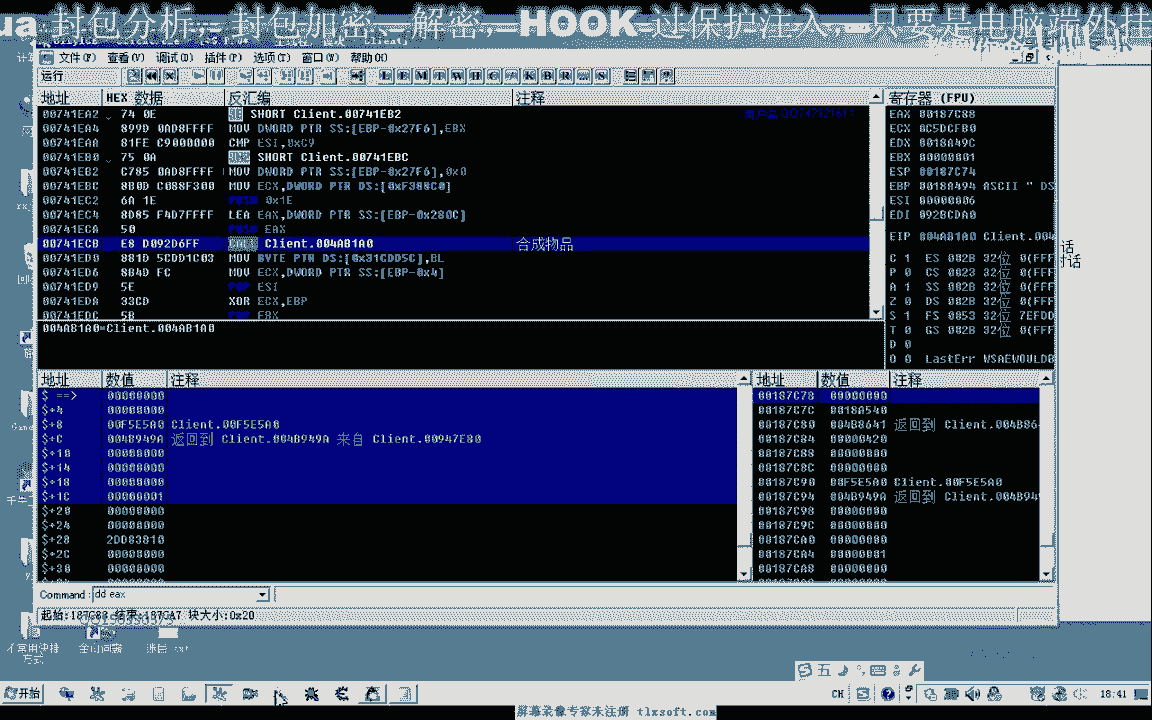 ua 封包分析, 封包加密、解密, HOOK 过保护注入, 只要是电脑端外挂
文件(F) 查看(V) 调试(D) 插件(P) 选项(T) 窗口(W) 帮助(H)
运行
L E M T W H C K B R S ?
地址 HEX 数据 反汇编 注释
00741EA2 74 0E SHORT Client.00741EB2
00741EA4 899D 0AD8FFFF MOV DWORD PTR SS:[EBP-0x27F6],EBX
00741EAA 81FE C9000000 CMP ESI,0xC9
00741EB0 75 0A SHORT Client.00741EBC
00741EB2 C785 0AD8FFFF MOV DWORD PTR SS:[EBP-0x27F6],0x0
00741EBC 8B0D C088F300 MOV ECX,DWORD PTR DS:[0xF388C0]
00741EC2 6A 1E PUSH 0x1E
00741EC4 8D85 F4D7FFFF LEA EAX,DWORD PTR SS:[EBP-0x280C]
00741ECA 50 PUSH EAX
00741ECB E8 D092D6FF CALL Client.004AB1A0 合成物品
00741ED0 881D 5CDD1C03 MOV BYTE PTR DS:[0x31CDD5C],BL
00741ED6 8B4D FC MOV ECX,DWORD PTR SS:[EBP-0x4]
00741ED9 5E POP ESI
00741EDA 33CD XOR ECX,EBP
00741EDC 5B POP EBX
004AB1A0=Client.004AB1A0
寄存器 (FPU)
EAX 00187C88
ECX 0C5DCFB0
EDX 0018A49C
EBX 00000001
ESP 00187C74
EBP 0018A494 ASCII " DS
ESI 00000006
EDI 092BCDA0
EIP 004AB1A0 Client.004
C 1 ES 002B 32位 0(FFF
P 0 CS 0023 32位 0(FFF
A 1 SS 002B 32位 0(FFF
Z 0 DS 002B 32位 0(FFF
S 1 FS 0053 32位 7EFDD
T 0 GS 002B 32位 0(FFF
D 0
O 0 LastErr WSAEWOULDB
话
对话
地址 数值 注释
$ ==> 00000000
$+4 00000000
$+8 00F5E5A0 Client.00F5E5A0
$+C 004B949A 返回到 Client.004B949A 来自 Client.00947E80
$+10 00000000
$+14 00000000
$+18 00000000
$+1C 00000001
$+20 00000000
$+24 00000000
$+28 2DD83810
$+2C 00000000
$+30 00000000
地址 数值 注释
00187C78 00000000
00187C7C 0018A540
00187C80 004B8641 返回到 Client.004B86
00187C84 00000420
00187C88 00000000
00187C8C 00000000
00187C90 00F5E5A0 Client.00F5E5A0
00187C94 004B949A 返回到 Client.004B94
00187C98 00000000
00187C9C 00000000
00187CA0 00000000
00187CA4 00000001
00187CA8 00000000
Command: dd eax
起始:187C88 结束:187CA7 块大小:0x20
开始
五
CH
18:41
屏幕录像专家未注册 tlxsoft.com